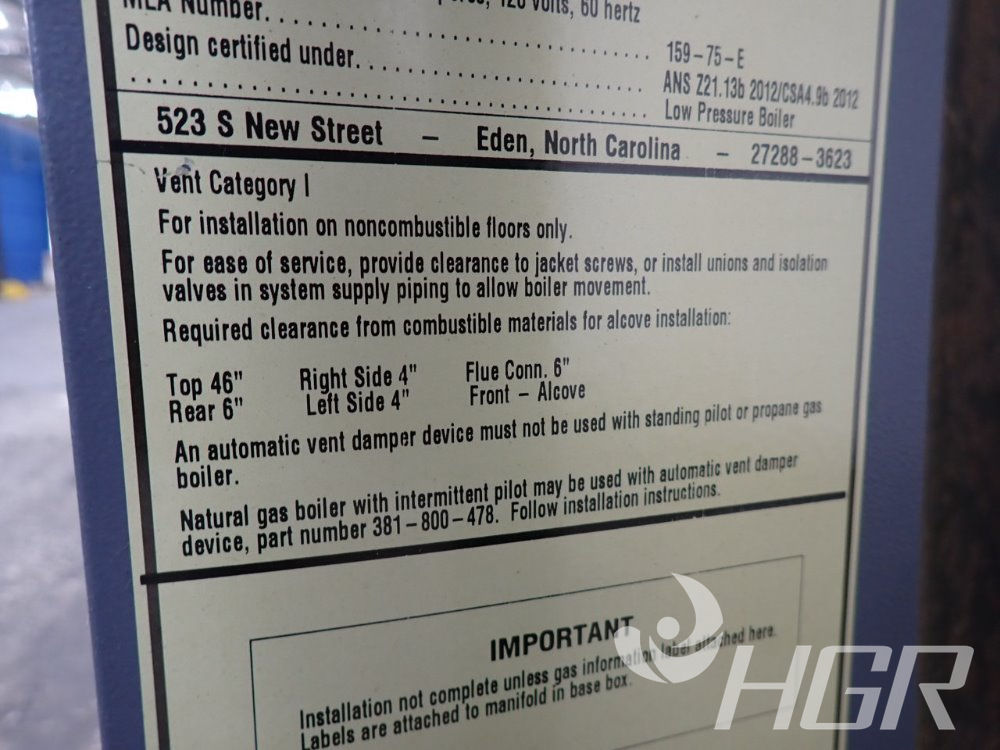 MEA Number. . . . . . . . . . . . . . . 120 volts, 60 hertz
159-75-E
Design certified under. . . . . . . . . . . . . . . . . . . . . . . . . . . ANS Z21.13b 2012/CSA4.9b 2012
. . . . . . . . . . . . . . . . . . . . . . . . . . . . . . . . . . . . . . . . Low Pressure Boiler
523 S New Street – Eden, North Carolina – 27288-3623
Vent Category I
For installation on noncombustible floors only.
For ease of service, provide clearance to jacket screws, or install unions and isolation
valves in system supply piping to allow boiler movement.
Required clearance from combustible materials for alcove installation:
Top 46" Right Side 4" Flue Conn. 6"
Rear 6" Left Side 4" Front – Alcove
An automatic vent damper device must not be used with standing pilot or propane gas
boiler.
Natural gas boiler with intermittent pilot may be used with automatic vent damper
device, part number 381-800-478. Follow installation instructions.
IMPORTANT
Installation not complete unless gas information label attached here.
Labels are attached to manifold in base box.
HGR